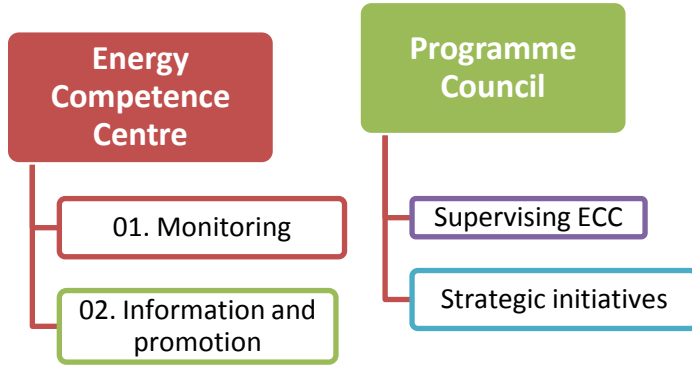 Energy
Competence
Centre
01. Monitoring
02. Information and
promotion
Programme
Council
Supervising ECC
Strategic initiatives